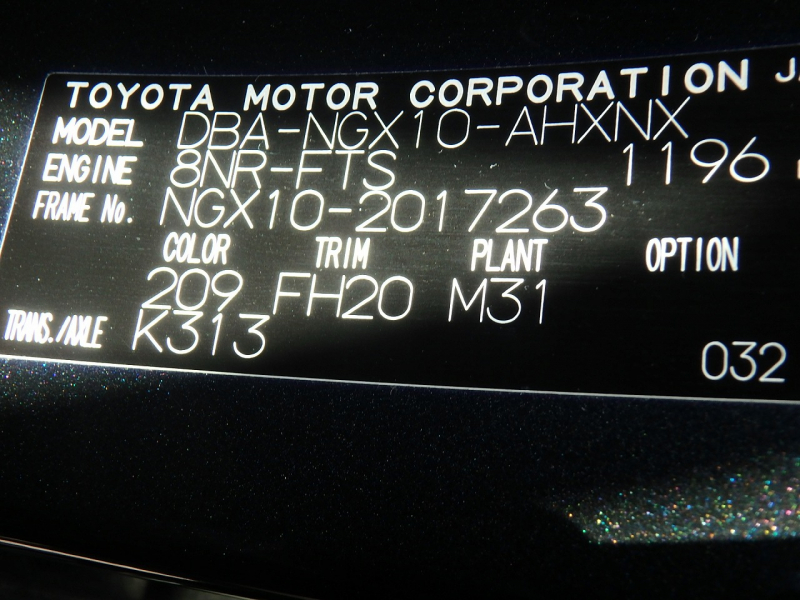 TOYOTA MOTOR CORPORATION
MODEL DBA-NGX10-AHXNX
ENGINE 8NR-FTS 1196
FRAME No. NGX10-2017263
COLOR TRIM PLANT OPTION
209 FH20 M31
TRANS./AXLE K313
032